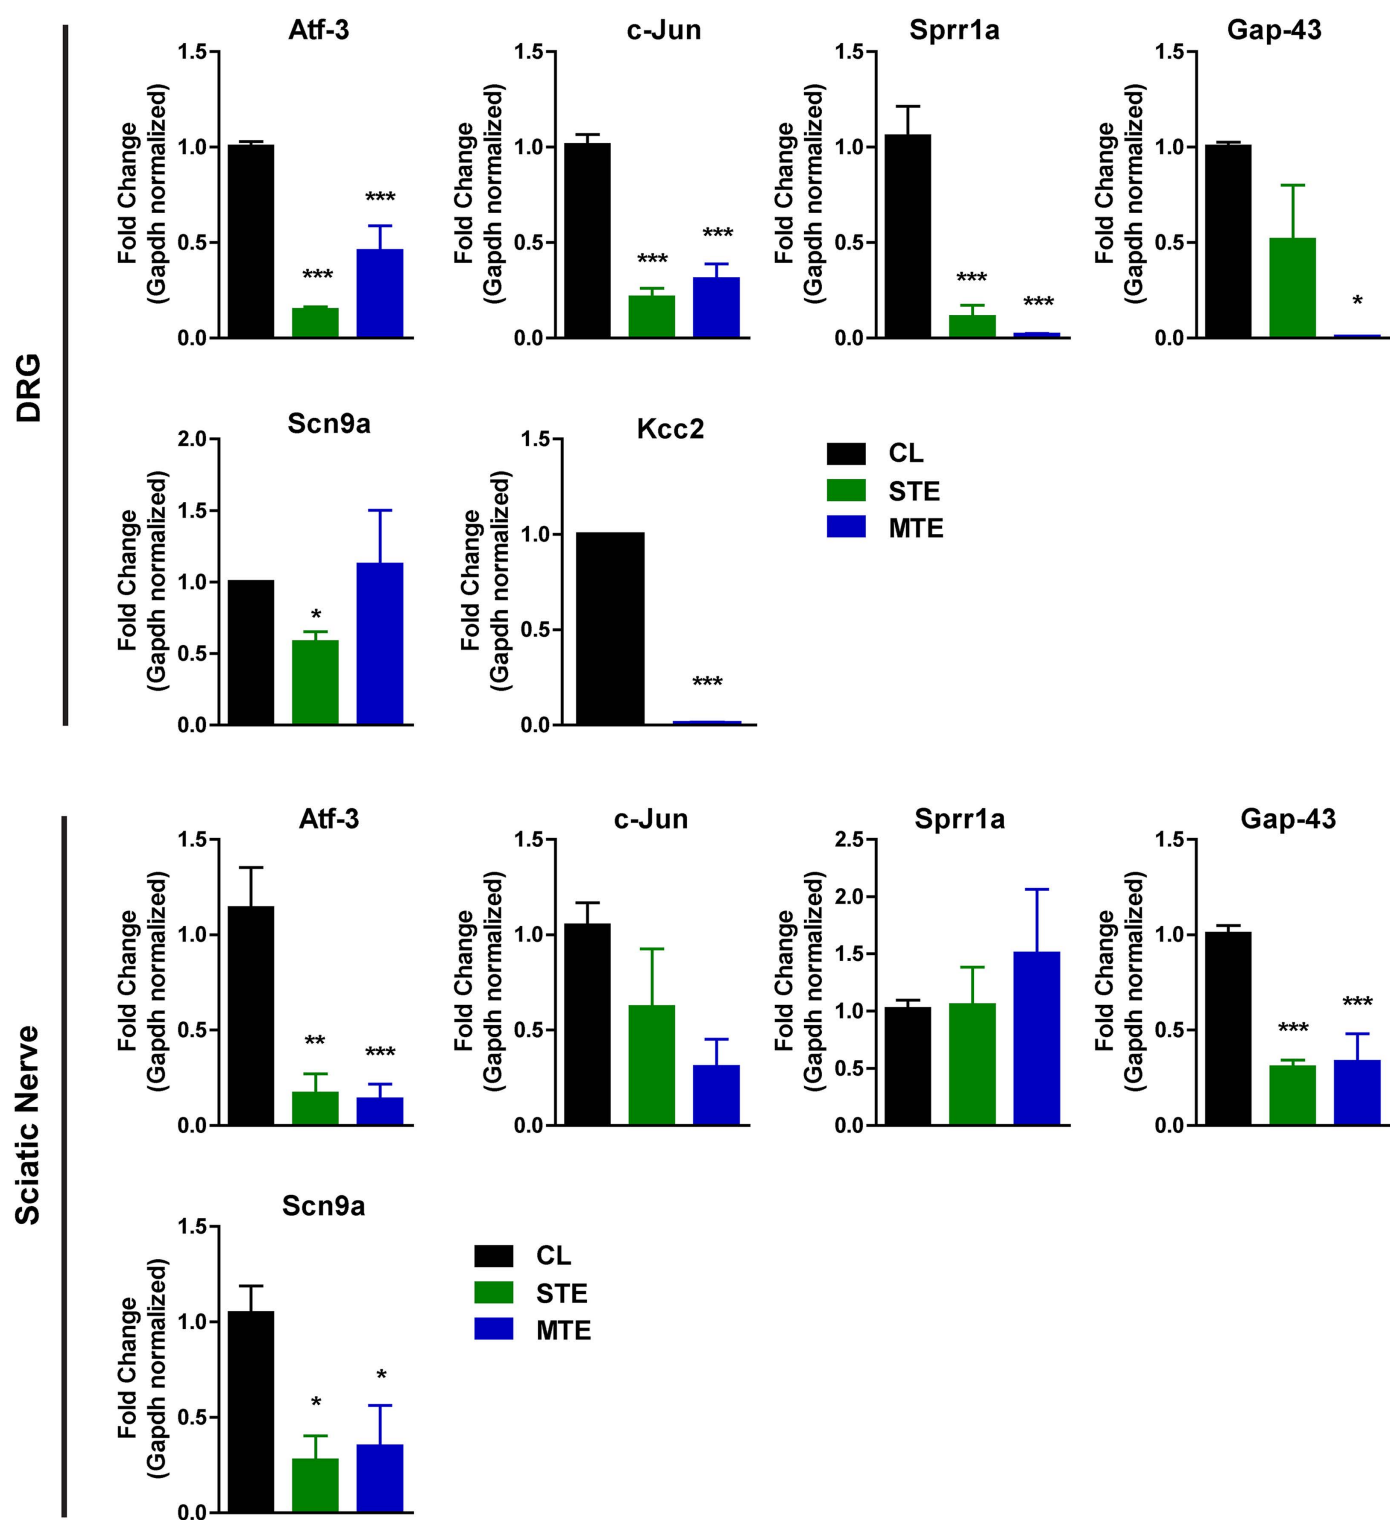 DRG
Atf-3
Fold Change
(Gapdh normalized)
1.5
1.0
0.5
0.0
***
***
c-Jun
Fold Change
(Gapdh normalized)
1.5
1.0
0.5
0.0
***
***
Sprr1a
Fold Change
(Gapdh normalized)
1.5
1.0
0.5
0.0
***
***
Gap-43
Fold Change
(Gapdh normalized)
1.5
1.0
0.5
0.0
*
Scn9a
Fold Change
(Gapdh normalized)
2.0
1.5
1.0
0.5
0.0
*
Kcc2
Fold Change
(Gapdh normalized)
1.5
1.0
0.5
0.0
***
CL
STE
MTE
Sciatic Nerve
Atf-3
Fold Change
(Gapdh normalized)
1.5
1.0
0.5
0.0
**
***
c-Jun
Fold Change
(Gapdh normalized)
1.5
1.0
0.5
0.0
Sprr1a
Fold Change
(Gapdh normalized)
2.5
2.0
1.5
1.0
0.5
0.0
Gap-43
Fold Change
(Gapdh normalized)
1.5
1.0
0.5
0.0
***
***
Scn9a
Fold Change
(Gapdh normalized)
1.5
1.0
0.5
0.0
*
*
CL
STE
MTE